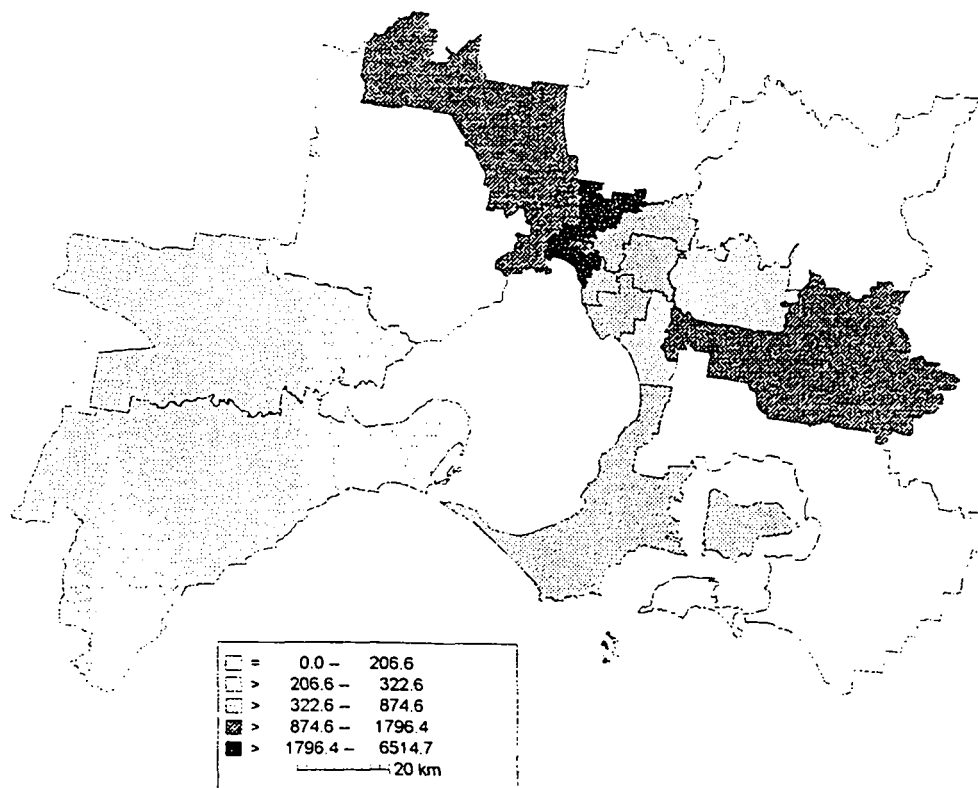 = 0.0 – 206.6
> 206.6 – 322.6
> 322.6 – 874.6
> 874.6 – 1796.4
> 1796.4 – 6514.7
20 km